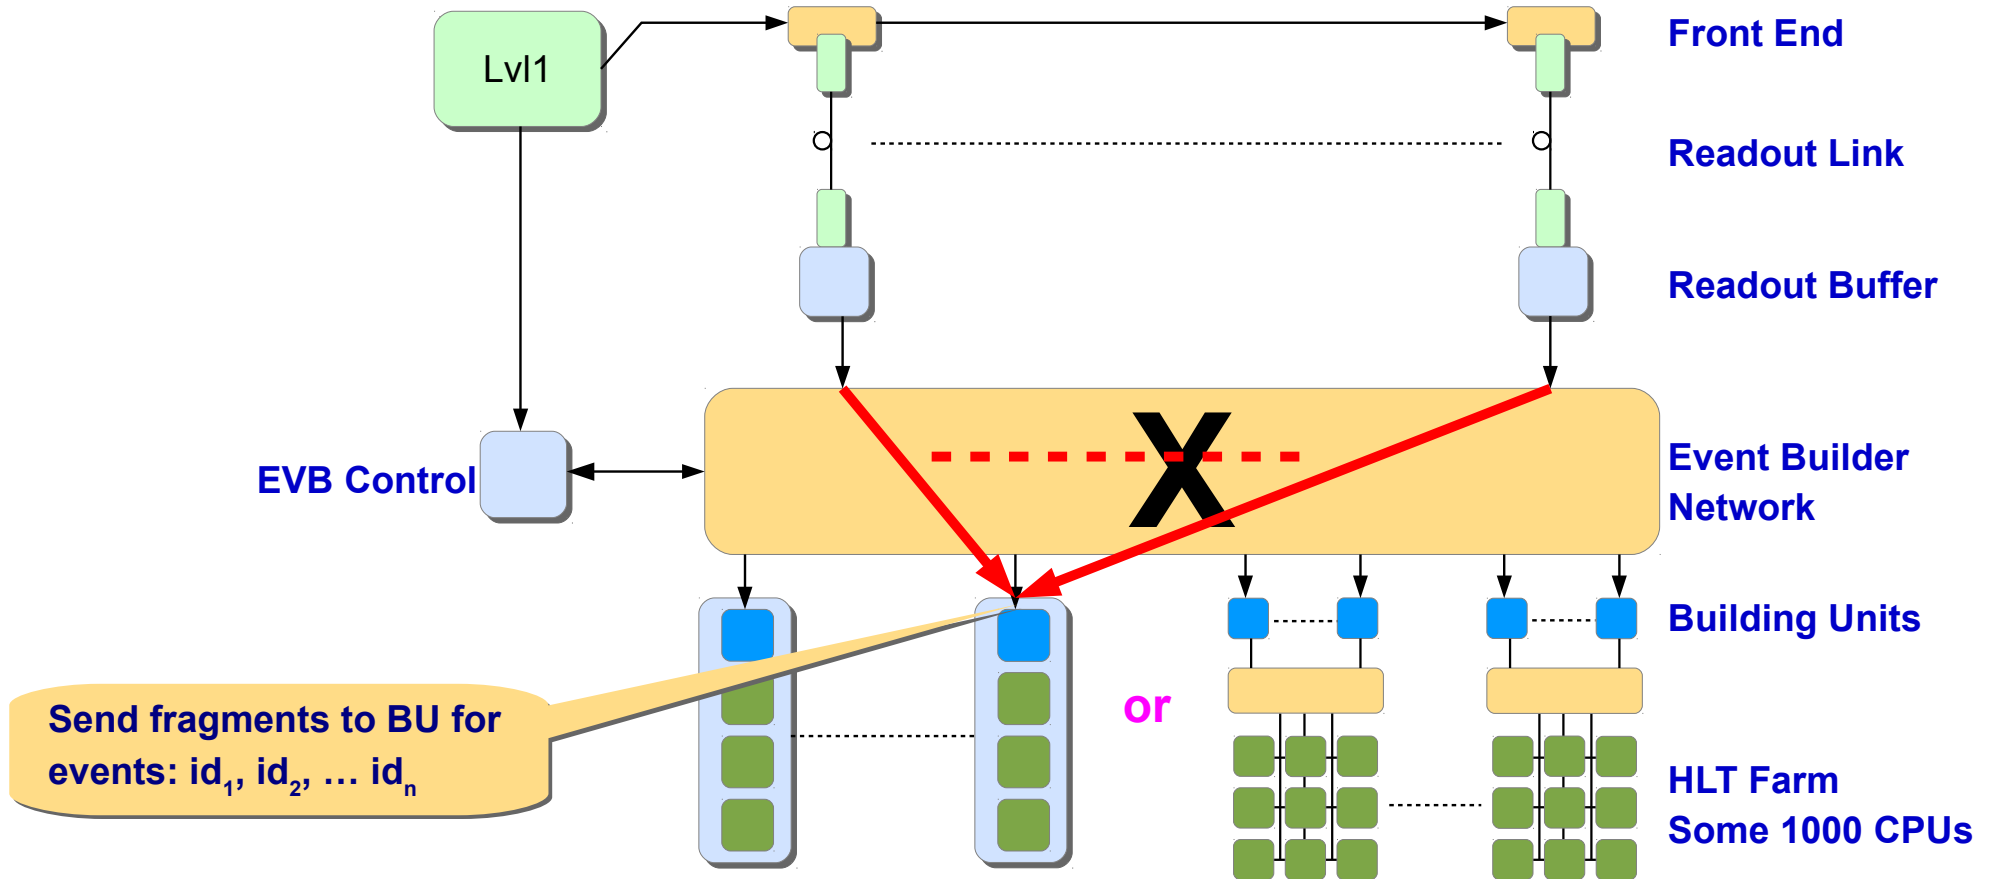 Lvl1
Front End
Readout Link
Readout Buffer
X
EVB Control
Event Builder
Network
Building Units
or
Send fragments to BU for
events: id₁, id₂, … idₙ
HLT Farm
Some 1000 CPUs